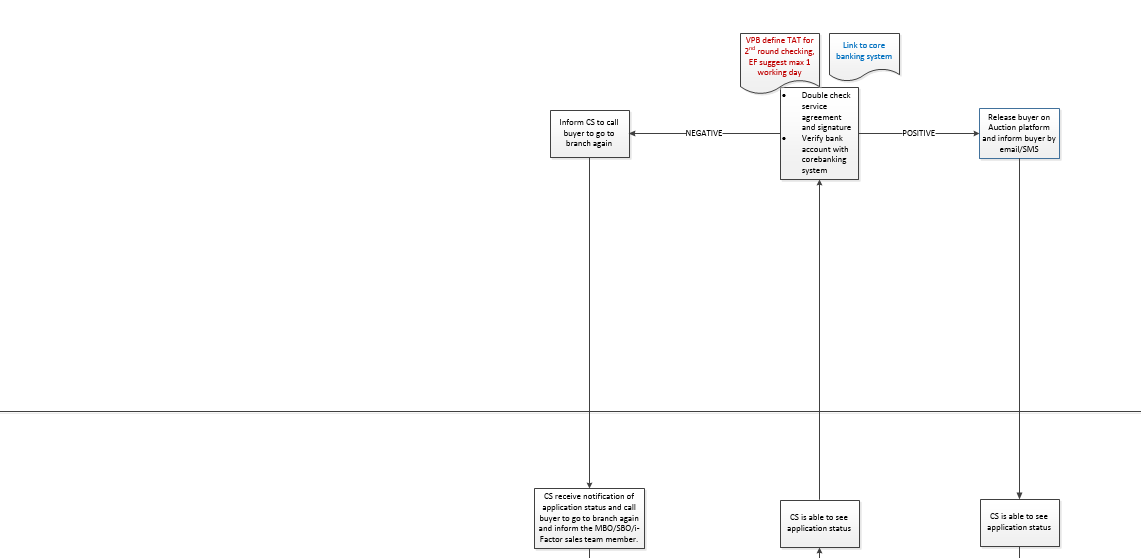 VPB define TAT for
2nd round checking,
EF suggest max 1
working day
Link to core
banking system
Inform CS to call
buyer to go to
branch again
NEGATIVE
• Double check
service
agreement
and signature
• Verify bank
account with
corebanking
system
POSITIVE
Release buyer on
Auction platform
and inform buyer by
email/SMS
CS receive notification of
application status and call
buyer to go to branch again
and inform the MBO/SBO/i-
Factor sales team member.
CS is able to see
application status
CS is able to see
application status